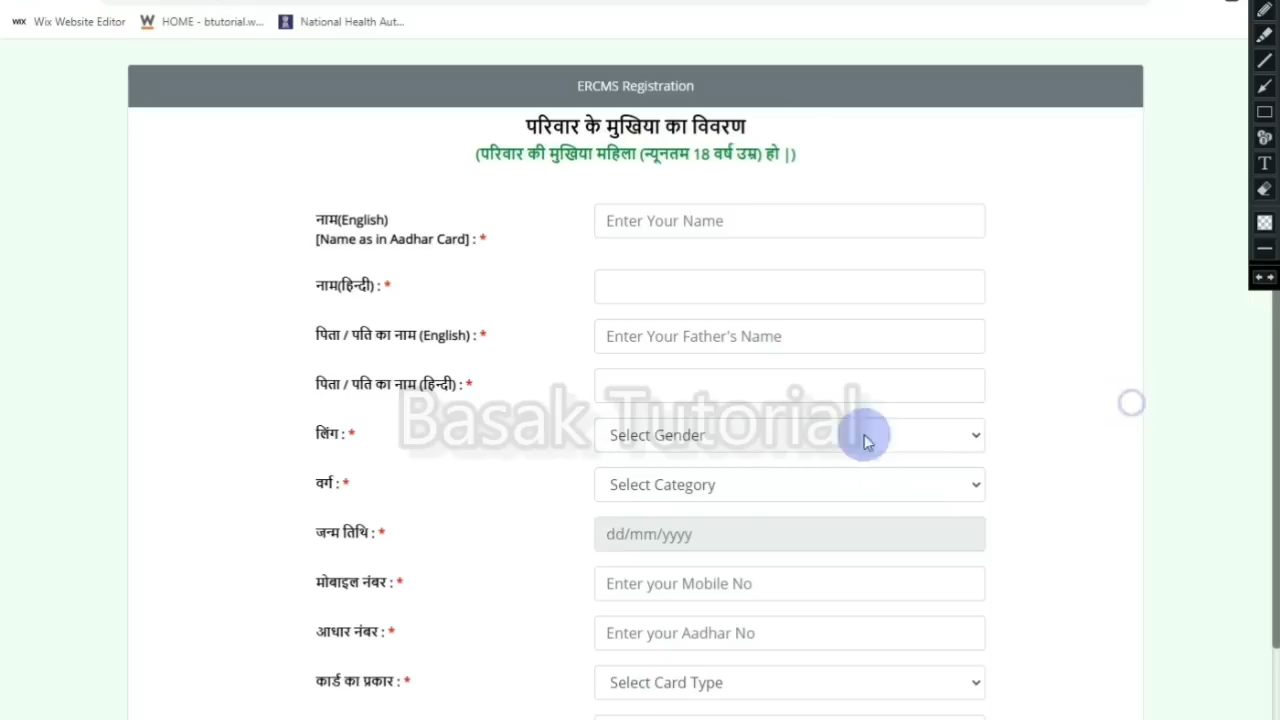 Wix Website Editor
HOME - btutorial.w...
National Health Aut...
ERCMS Registration
परिवार के मुखिया का विवरण
(परिवार की मुखिया महिला (न्यूनतम 18 वर्ष उम्र) हो |)
नाम(English)
[Name as in Aadhar Card] : *
Enter Your Name
नाम(हिन्दी) : *
पिता / पति का नाम (English) : *
Enter Your Father's Name
पिता / पति का नाम (हिन्दी) : *
Basak Tutorial
लिंग : *
Select Gender
वर्ग : *
Select Category
जन्म तिथि : *
dd/mm/yyyy
मोबाइल नंबर : *
Enter your Mobile No
आधार नंबर : *
Enter your Aadhar No
कार्ड का प्रकार : *
Select Card Type